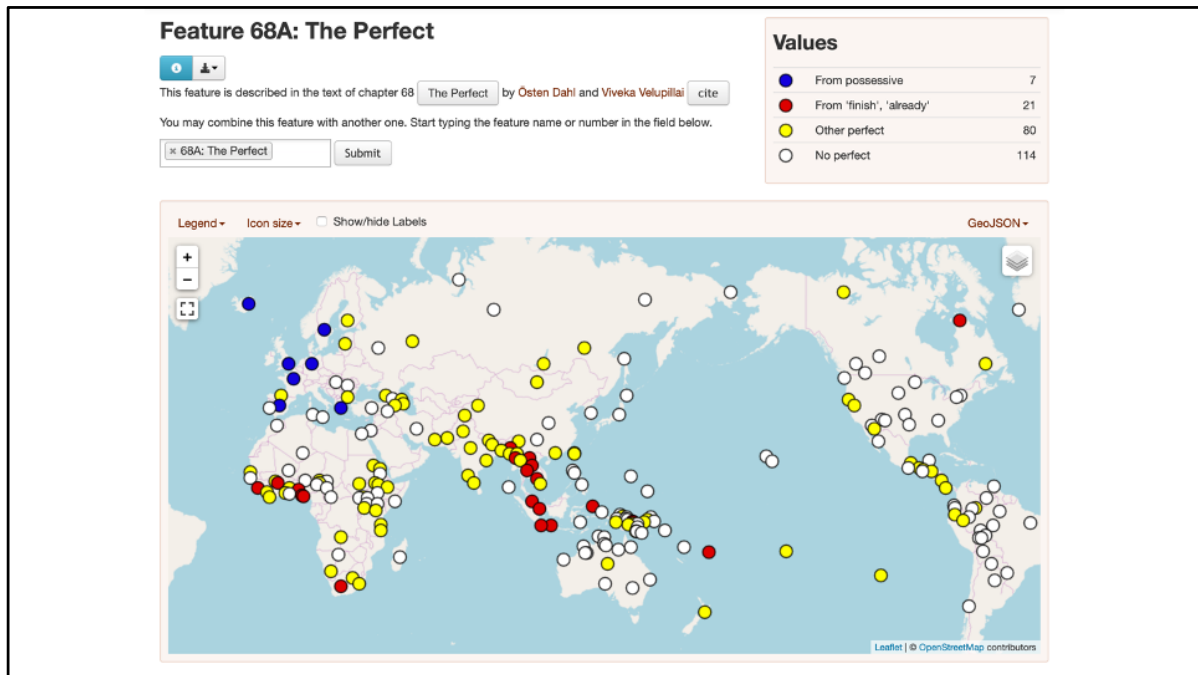 Feature 68A: The Perfect
This feature is described in the text of chapter 68 The Perfect by Östen Dahl and Viveka Velupillai cite
You may combine this feature with another one. Start typing the feature name or number in the field below.
× 68A: The Perfect Submit
Values
From possessive 7
From 'finish', 'already' 21
Other perfect 80
No perfect 114
Legend Icon size Show/hide Labels GeoJSON
+
−
Leaflet | © OpenStreetMap contributors